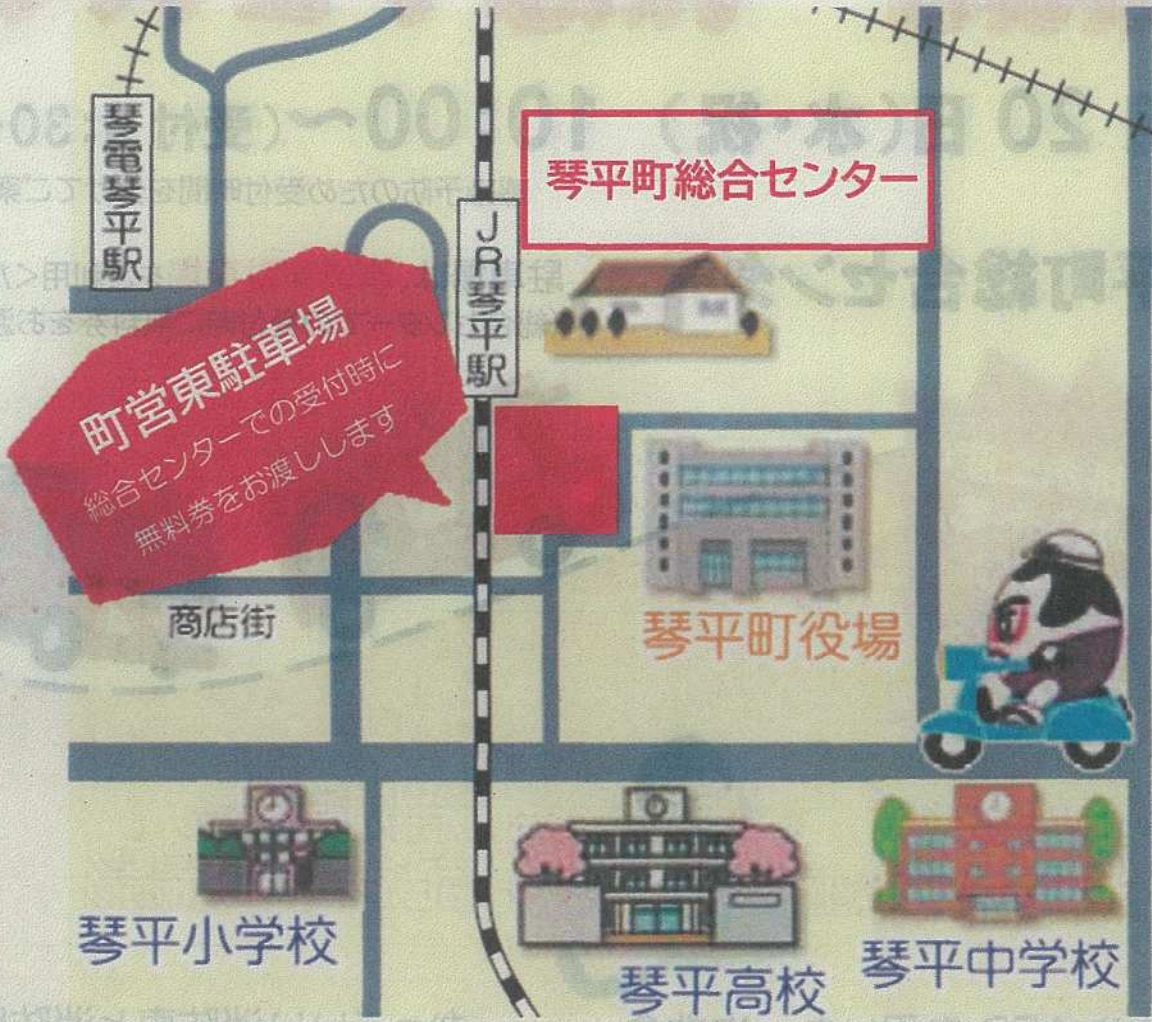 琴電琴平駅
JR琴平駅
琴平町総合センター
町営東駐車場
総合センターでの受付時に
無料券をお渡しします
商店街
琴平町役場
琴平小学校
琴平高校
琴平中学校